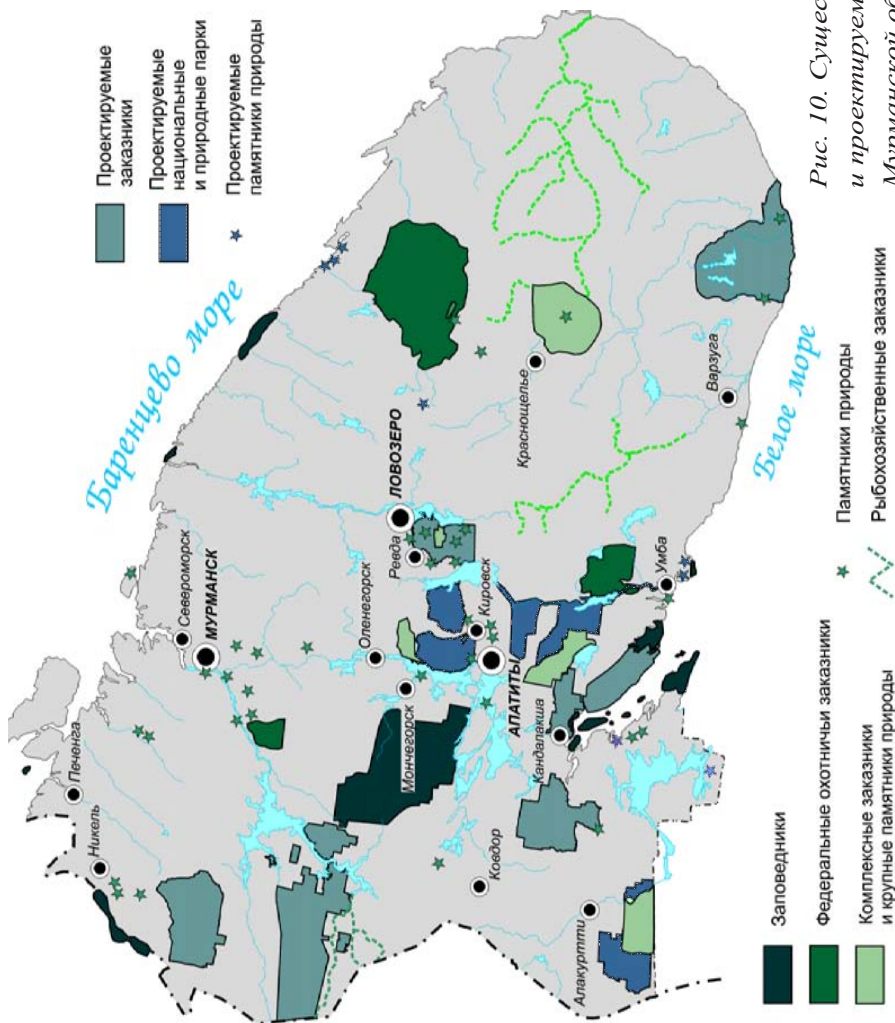 Проектируемые
заказники
Проектируемые
национальные
и природные парки
Проектируемые
памятники природы
Баренцево море
Печенга
Никель
Североморск
МУРМАНСК
ЛОВОЗЕРО
Ревда
Оленегорск
Мончегорск
Кировск
АПАТИТЫ
Краснощелье
Ковдор
Кандалакша
Алакуртти
Умба
Варзуга
Белое море
Заповедники
Федеральные охотничьи заказники
Комплексные заказники
и крупные памятники природы
Памятники природы
Рыбохозяйственные заказники
Рис. 10. Сущес
и проектируем
Мурманской об